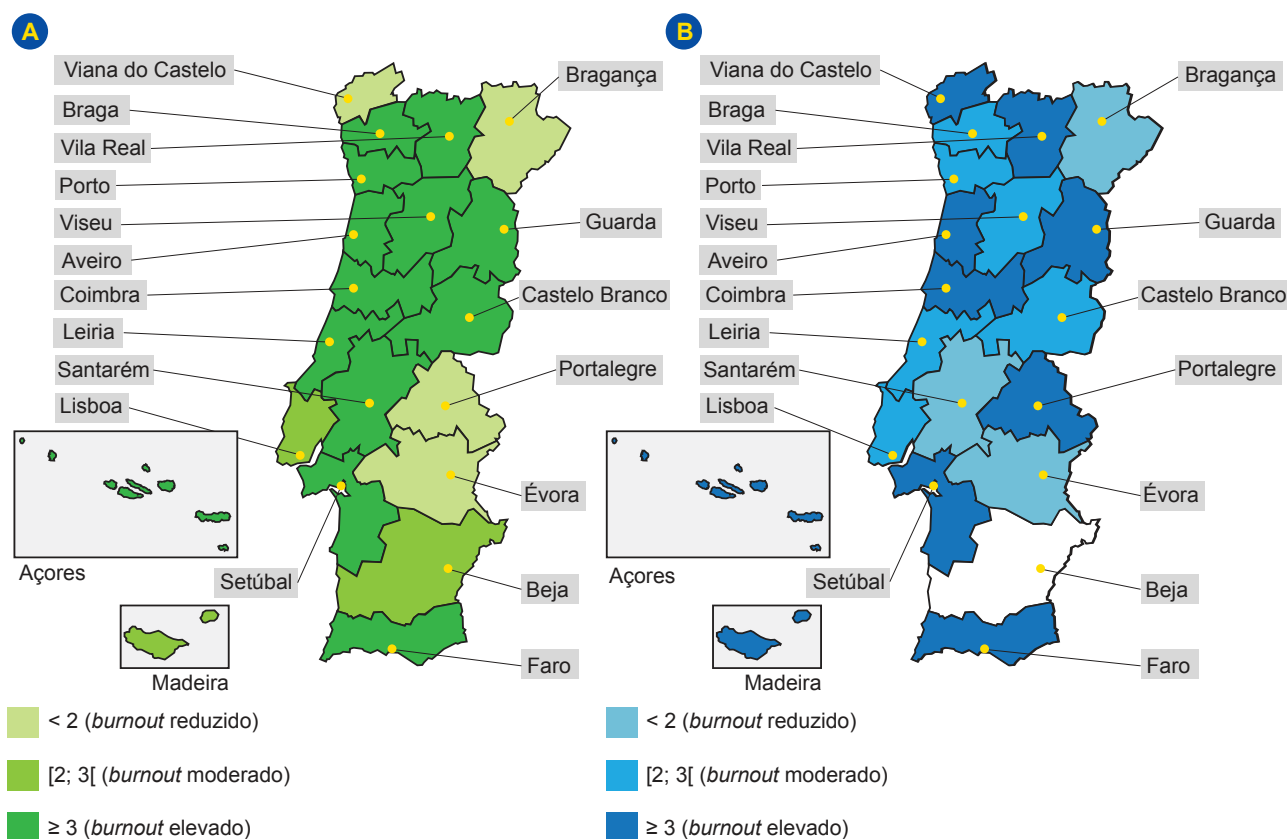 A
Viana do Castelo
Bragança
Braga
Vila Real
Porto
Viseu
Guarda
Aveiro
Coimbra
Castelo Branco
Leiria
Santarém
Portalegre
Lisboa
Évora
Açores
Setúbal
Beja
Madeira
Faro
< 2 (burnout reduzido)
[2; 3[ (burnout moderado)
≥ 3 (burnout elevado)
B
Viana do Castelo
Bragança
Braga
Vila Real
Porto
Viseu
Guarda
Aveiro
Coimbra
Castelo Branco
Leiria
Santarém
Portalegre
Lisboa
Évora
Açores
Setúbal
Beja
Madeira
Faro
< 2 (burnout reduzido)
[2; 3[ (burnout moderado)
≥ 3 (burnout elevado)